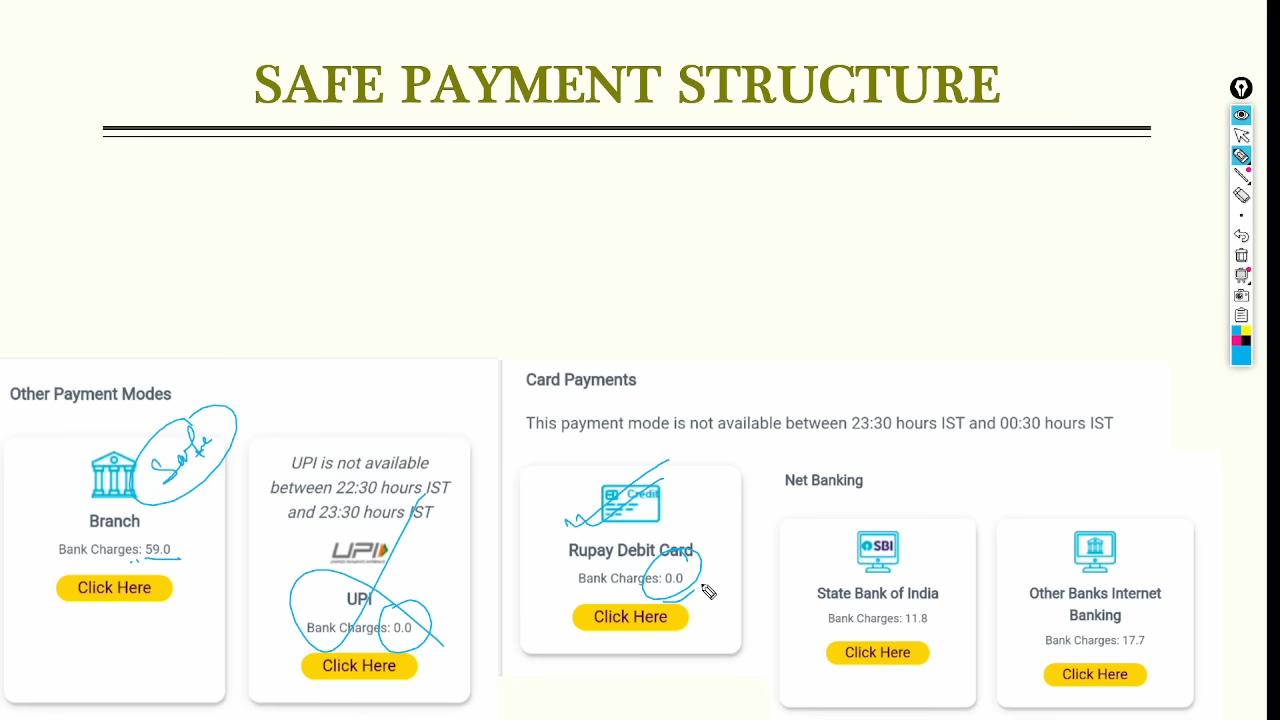 SAFE PAYMENT STRUCTURE
Other Payment Modes
Safe
Branch
Bank Charges: 59.0
Click Here
UPI is not available
between 22:30 hours IST
and 23:30 hours IST
UPI
UPI
Bank Charges: 0.0
Click Here
Card Payments
This payment mode is not available between 23:30 hours IST and 00:30 hours IST
Credit
Rupay Debit Card
Bank Charges: 0.0
Click Here
Net Banking
SBI
State Bank of India
Bank Charges: 11.8
Click Here
Other Banks Internet
Banking
Bank Charges: 17.7
Click Here